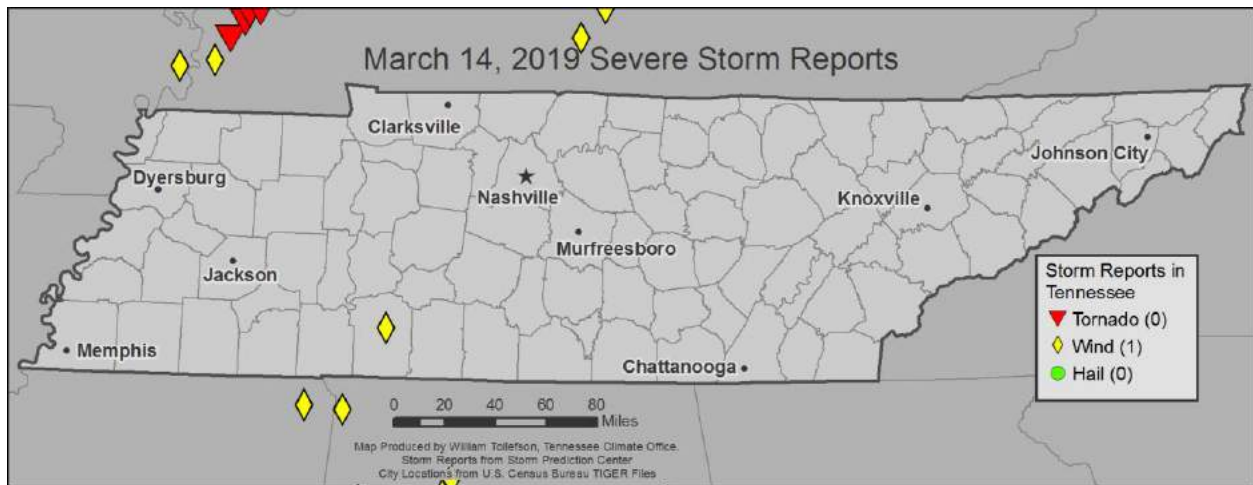 March 14, 2019 Severe Storm Reports
Clarksville
Johnson City
Dyersburg
Nashville
Knoxville
Murfreesboro
Jackson
Storm Reports in
Tennessee
Tornado (0)
Wind (1)
Hail (0)
Memphis
Chattanooga
0 20 40 60 80
Miles
Map Produced by William Tollefson, Tennessee Climate Office.
Storm Reports from Storm Prediction Center
City Locations from U.S. Census Bureau TIGER Files